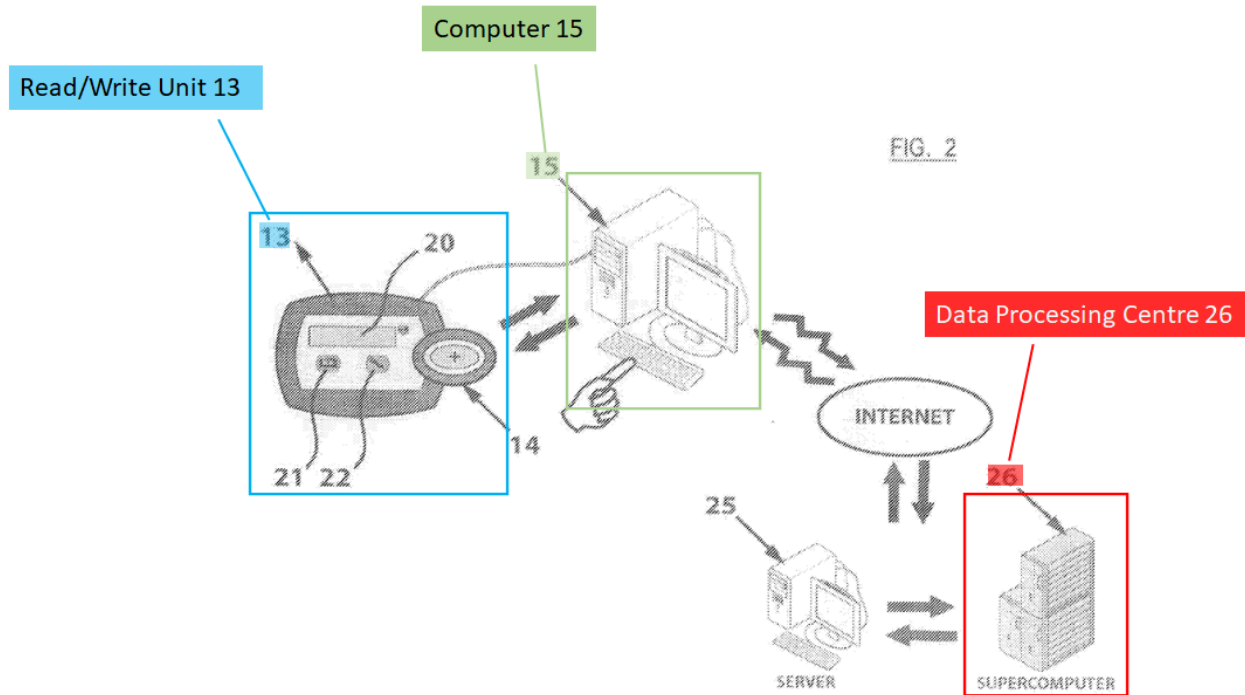 Computer 15
Read/Write Unit 13
FIG. 2
15
13
20
Data Processing Centre 26
INTERNET
14
21 22
26
25
SERVER
SUPERCOMPUTER